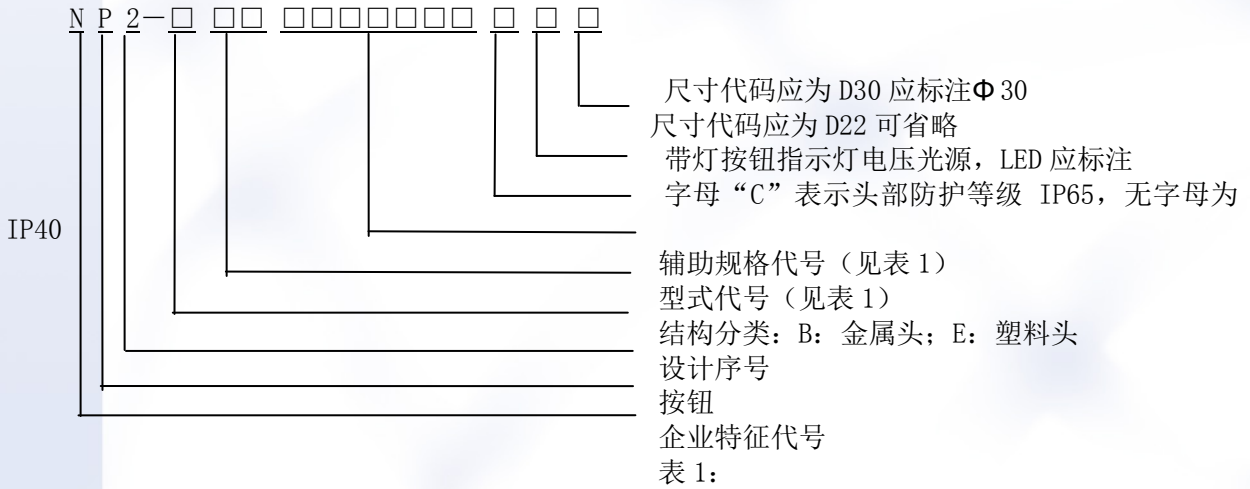 N P 2－□ □□ □□□□□□□ □ □ □
尺寸代码应为 D30 应标注Φ30
尺寸代码应为 D22 可省略
带灯按钮指示灯电压光源，LED 应标注
字母“C”表示头部防护等级 IP65，无字母为
IP40
辅助规格代号（见表 1）
型式代号（见表 1）
结构分类：B：金属头；E：塑料头
设计序号
按钮
企业特征代号
表 1：